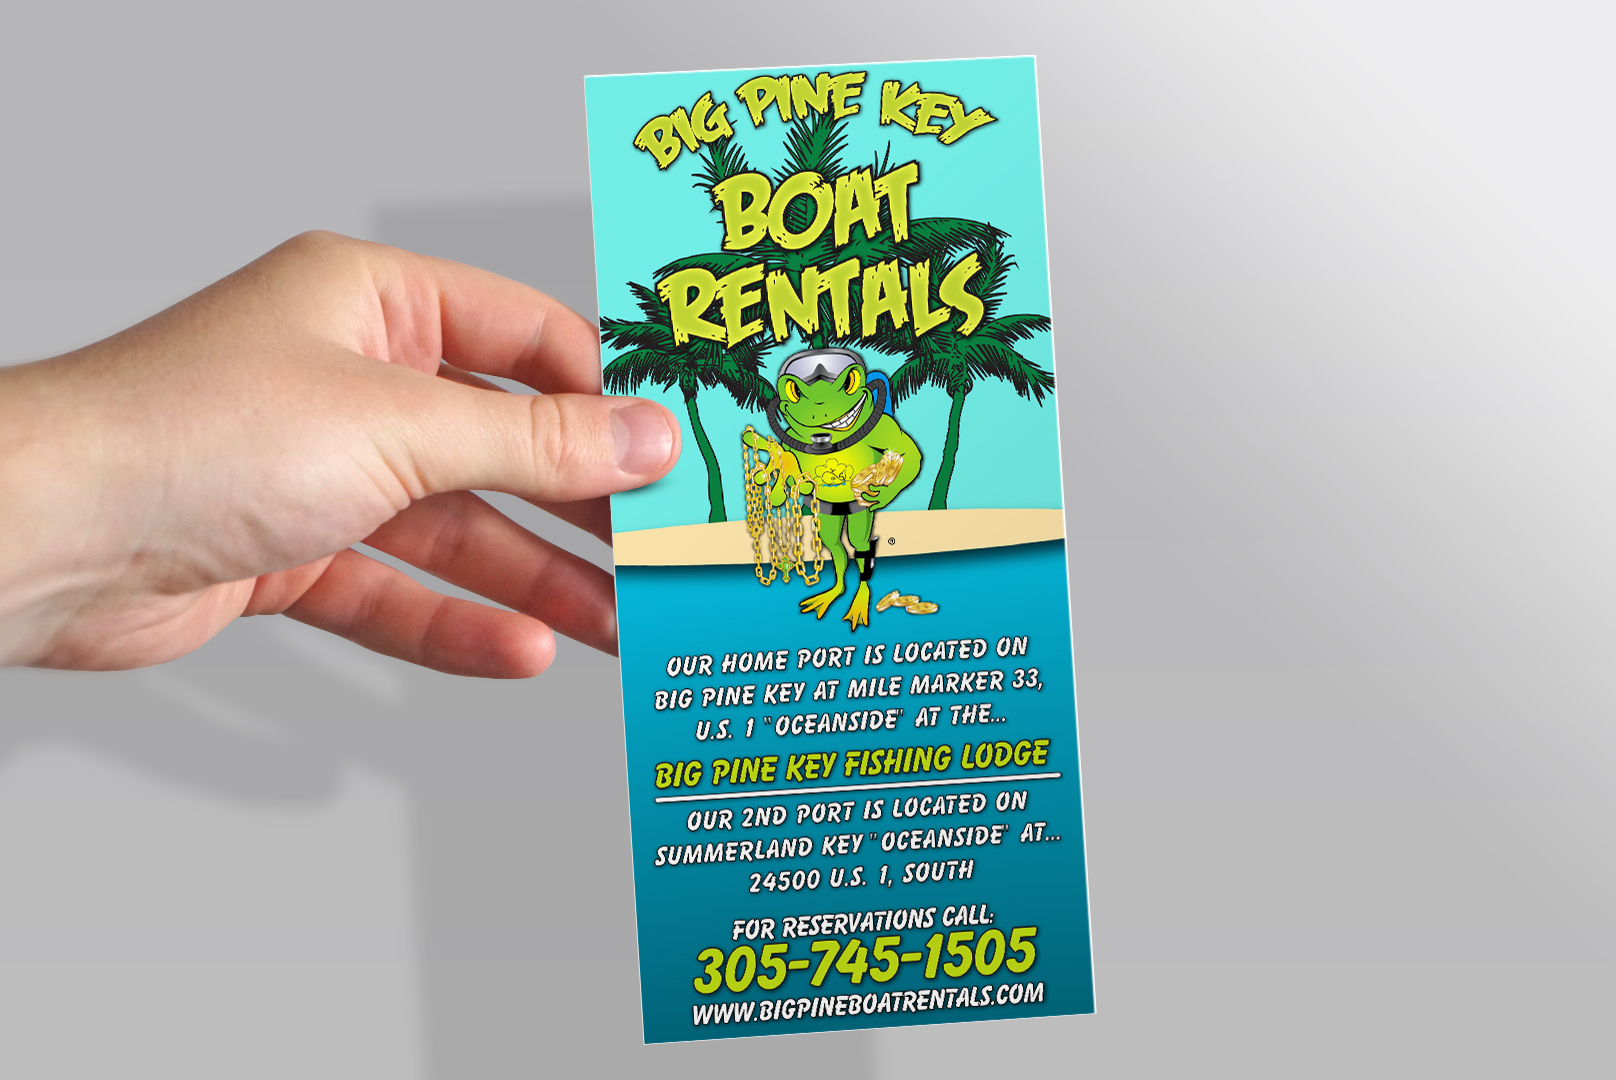 BIG PINE KEY
BOAT
RENTALS
®
OUR HOME PORT IS LOCATED ON
BIG PINE KEY AT MILE MARKER 33,
U.S. 1 "OCEANSIDE" AT THE...
BIG PINE KEY FISHING LODGE
OUR 2ND PORT IS LOCATED ON
SUMMERLAND KEY "OCEANSIDE" AT...
24500 U.S. 1, SOUTH
FOR RESERVATIONS CALL:
305-745-1505
WWW.BIGPINEBOATRENTALS.COM